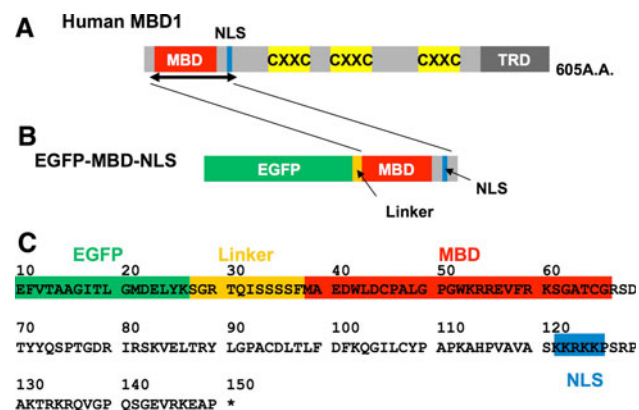 A
Human MBD1
NLS
MBD CXXC CXXC CXXC TRD
605A.A.
B
EGFP-MBD-NLS
EGFP MBD
Linker
NLS
C
EGFP Linker MBD
10 20 30 40 50 60
EFVTAAGITL GMDELYKSGR TQISSSSFMA EDWLDCPALG PGWKRREVFR KSGATCGRSD
70 80 90 100 110 120
TYYQSPTGDR IRSKVELTRY LGPACDLTLF DFKQGILCYP APKAHPVAVA SKKRKKPSRP
NLS
130 140 150
AKTRKRQVGP QSGEVRKEAP *